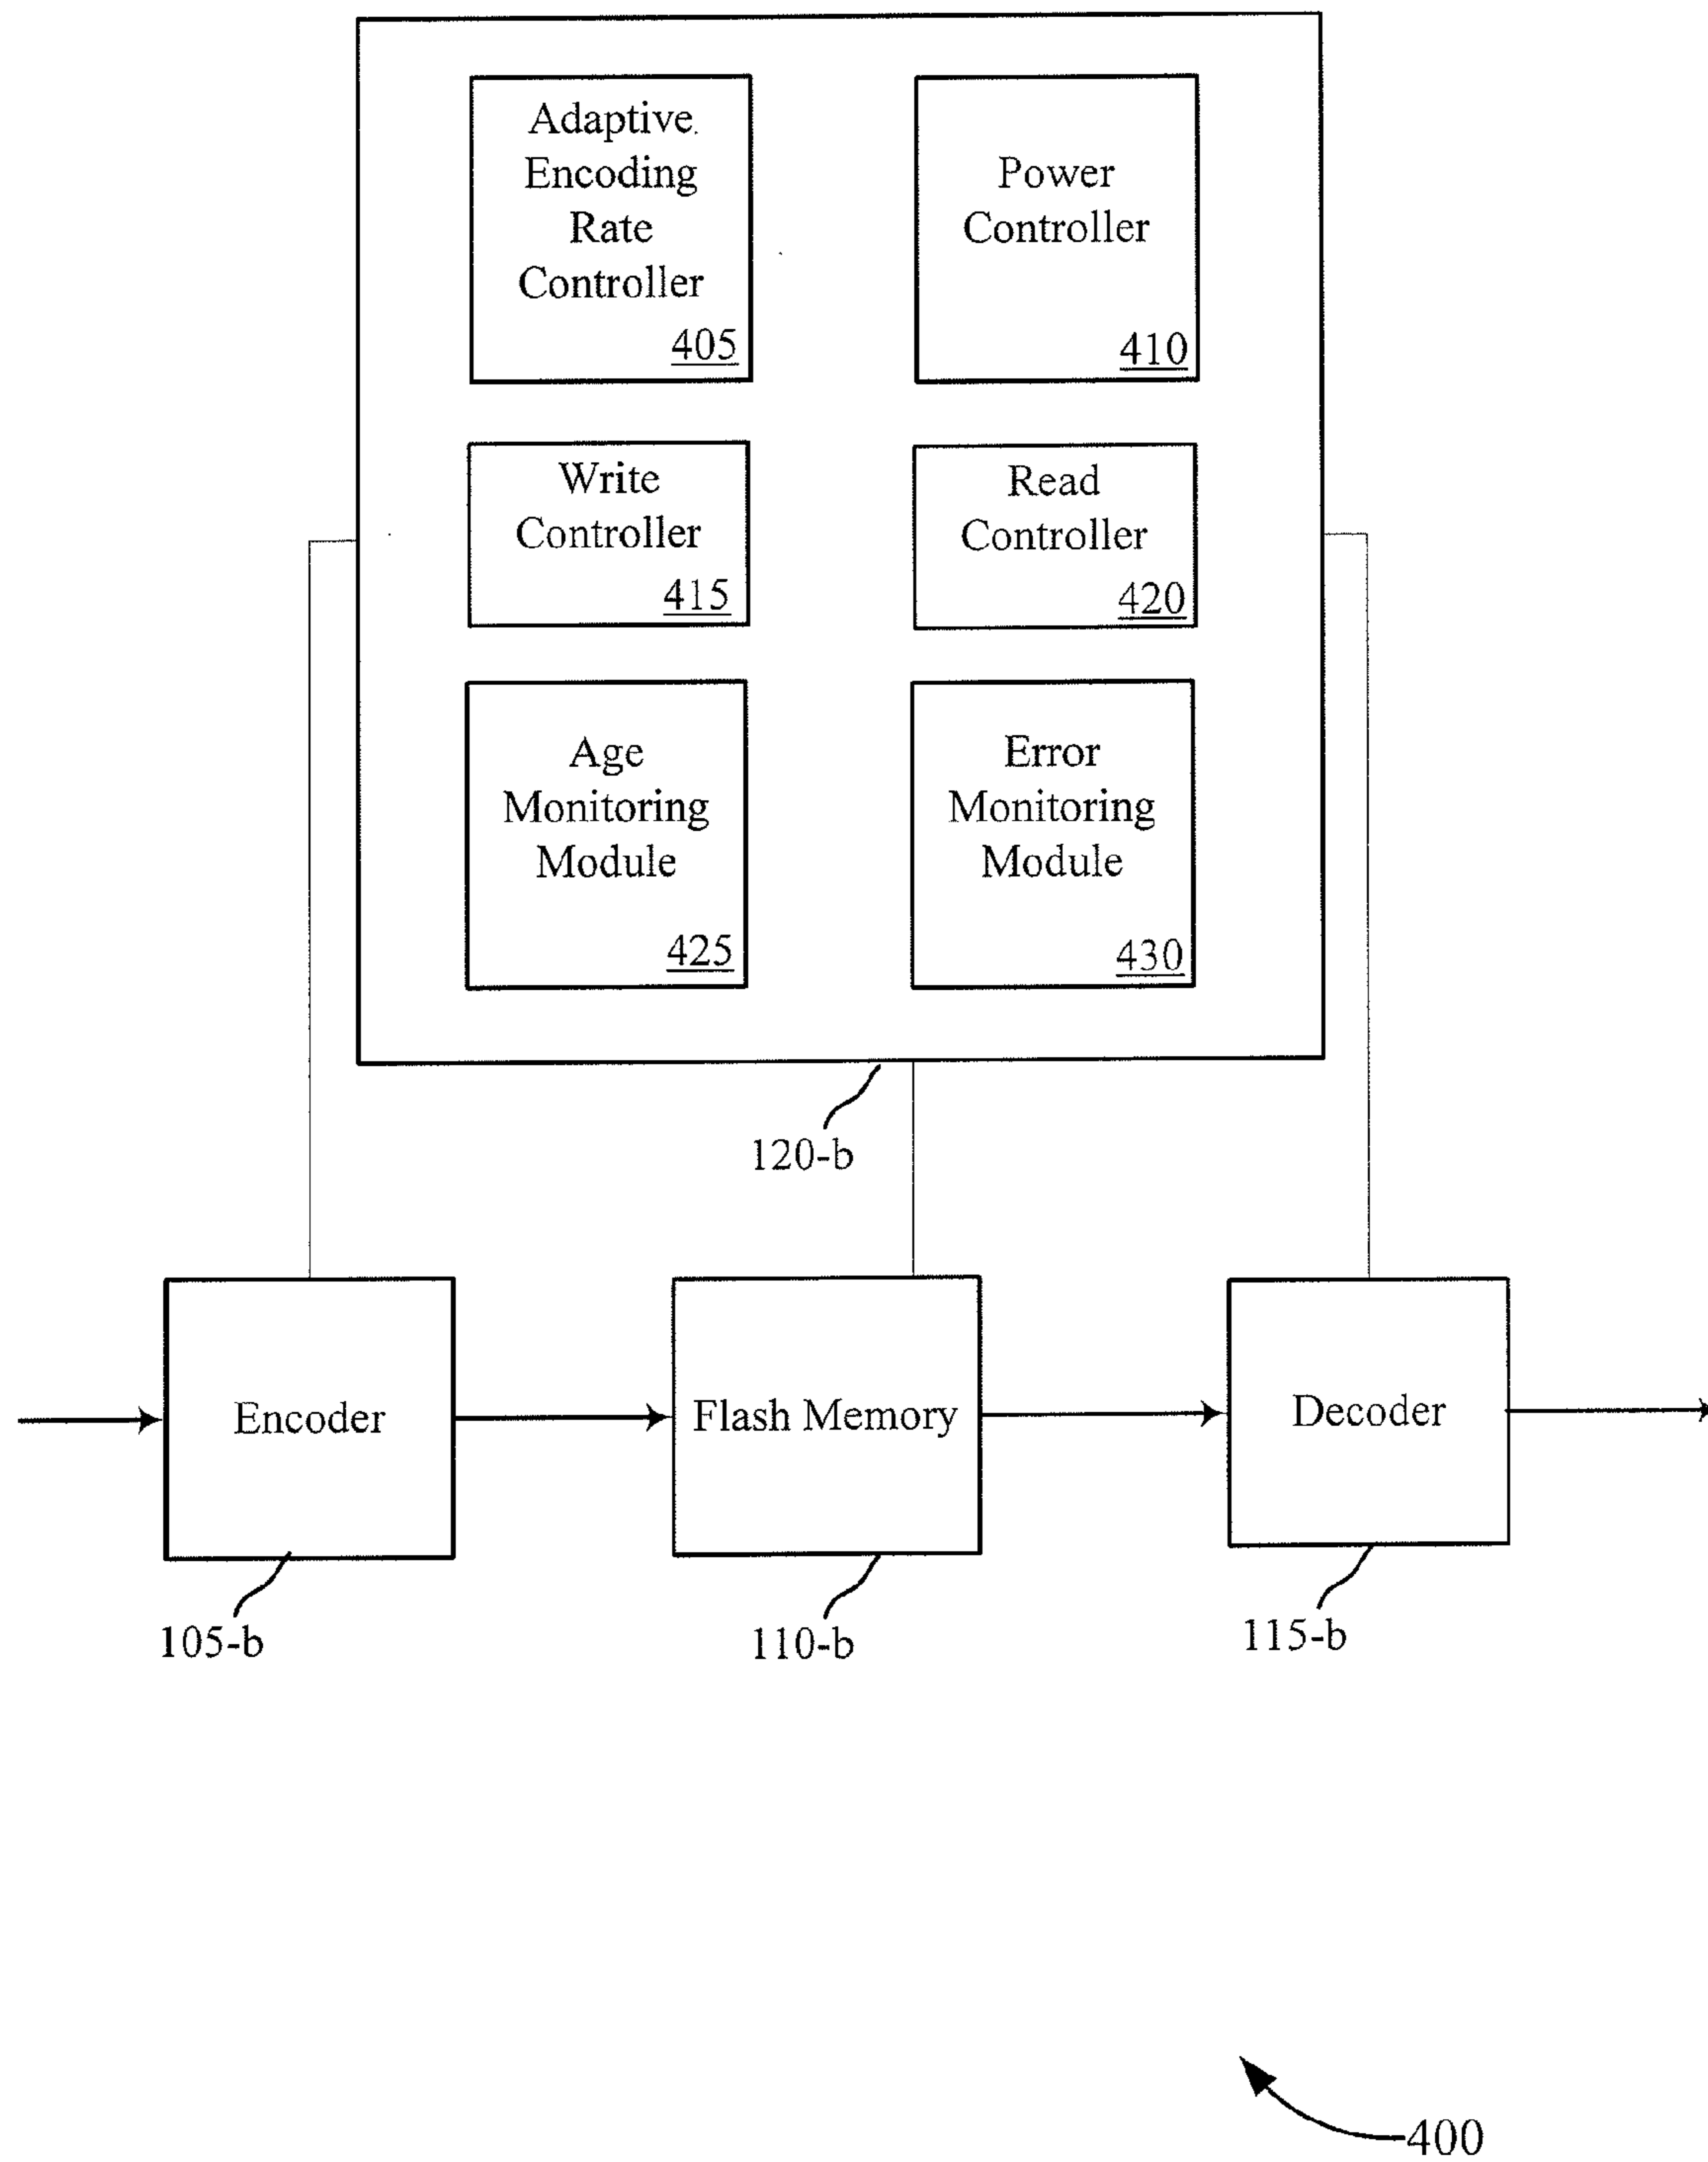 Adaptive
Encoding
Rate
Controller
405
Power
Controller
410
Write
Controller
415
Read
Controller
420
Age
Monitoring
Module
425
Error
Monitoring
Module
430
120-b
Encoder
Flash Memory
Decoder
105-b
110-b
115-b
400